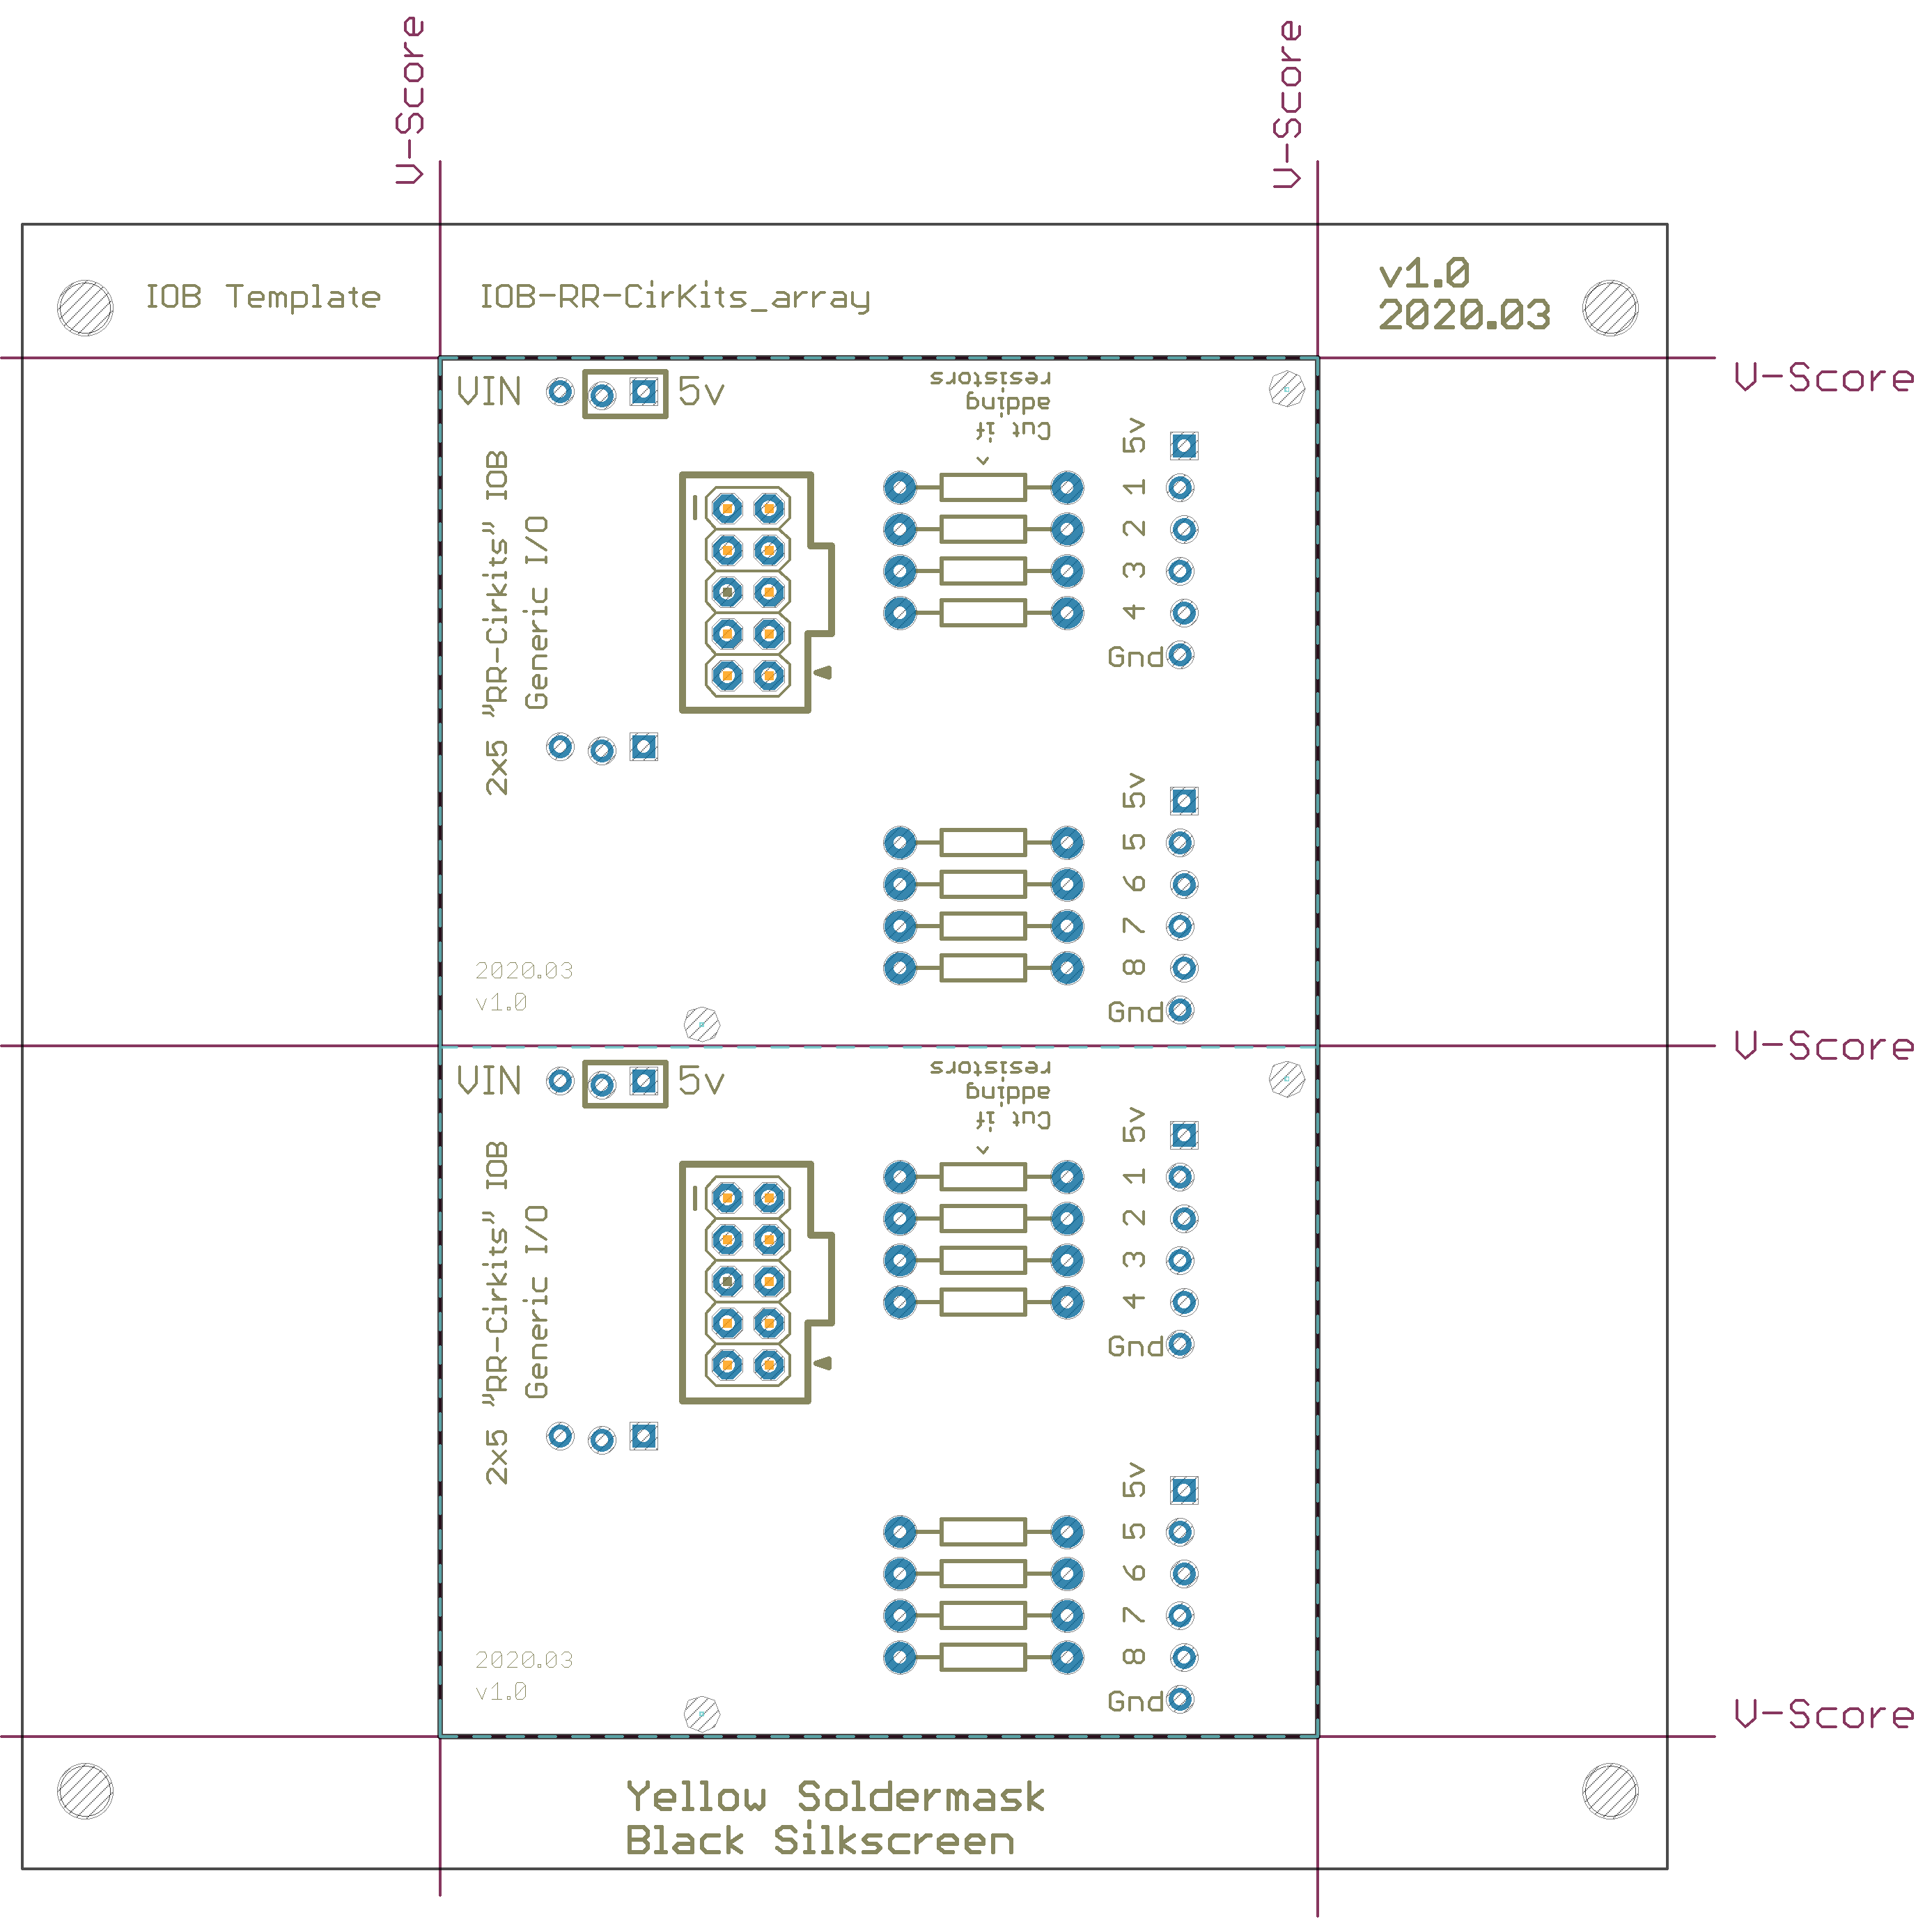 V-Score
V-Score
IOB Template
IOB-RR-CirKits_array
v1.0
2020.03
V-Score
VIN
5v
Cut if
adding
resistors
v
2x5 "RR-Cirkits" IOB
Generic I/O
5v
1
2
3
4
Gnd
5v
5
6
7
8
Gnd
2020.03
v1.0
V-Score
VIN
5v
Cut if
adding
resistors
v
2x5 "RR-Cirkits" IOB
Generic I/O
5v
1
2
3
4
Gnd
5v
5
6
7
8
Gnd
2020.03
v1.0
V-Score
Yellow Soldermask
Black Silkscreen